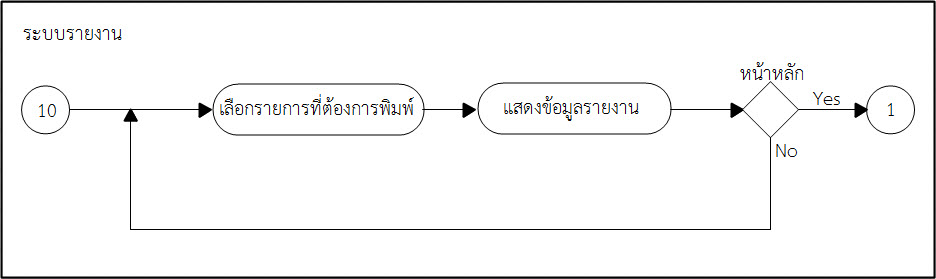 ระบบรายงาน
หน้าหลัก
10
เลือกรายการที่ต้องการพิมพ์
แสดงข้อมูลรายงาน
Yes
1
No